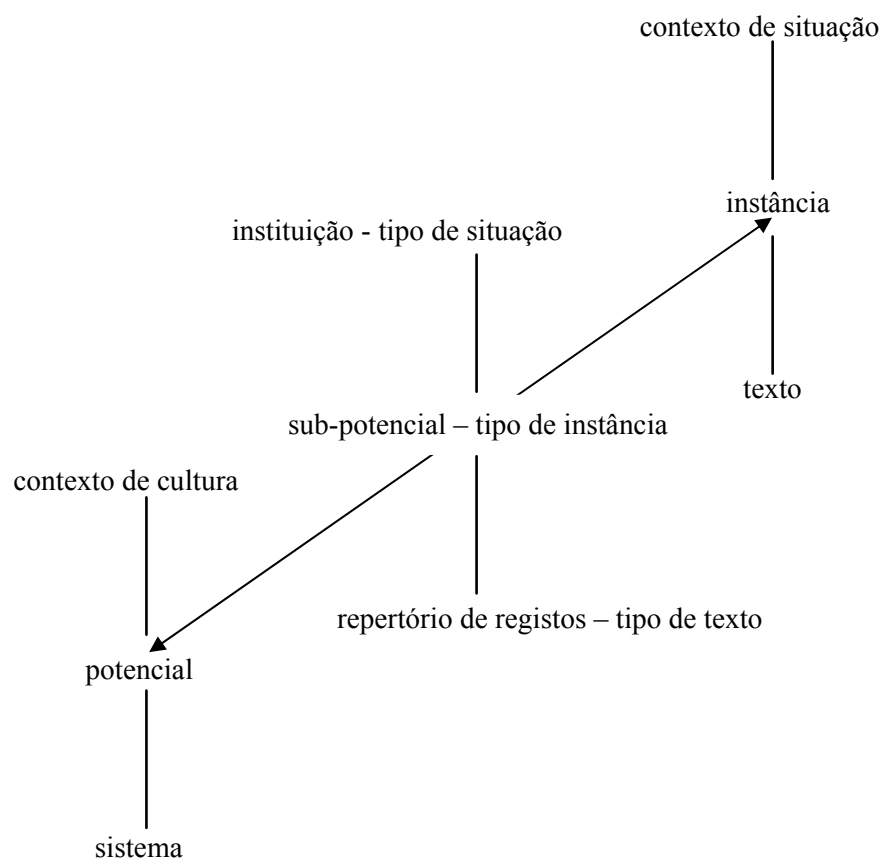 contexto de situação
instância
instituição - tipo de situação
texto
sub-potencial – tipo de instância
contexto de cultura
repertório de registos – tipo de texto
potencial
sistema